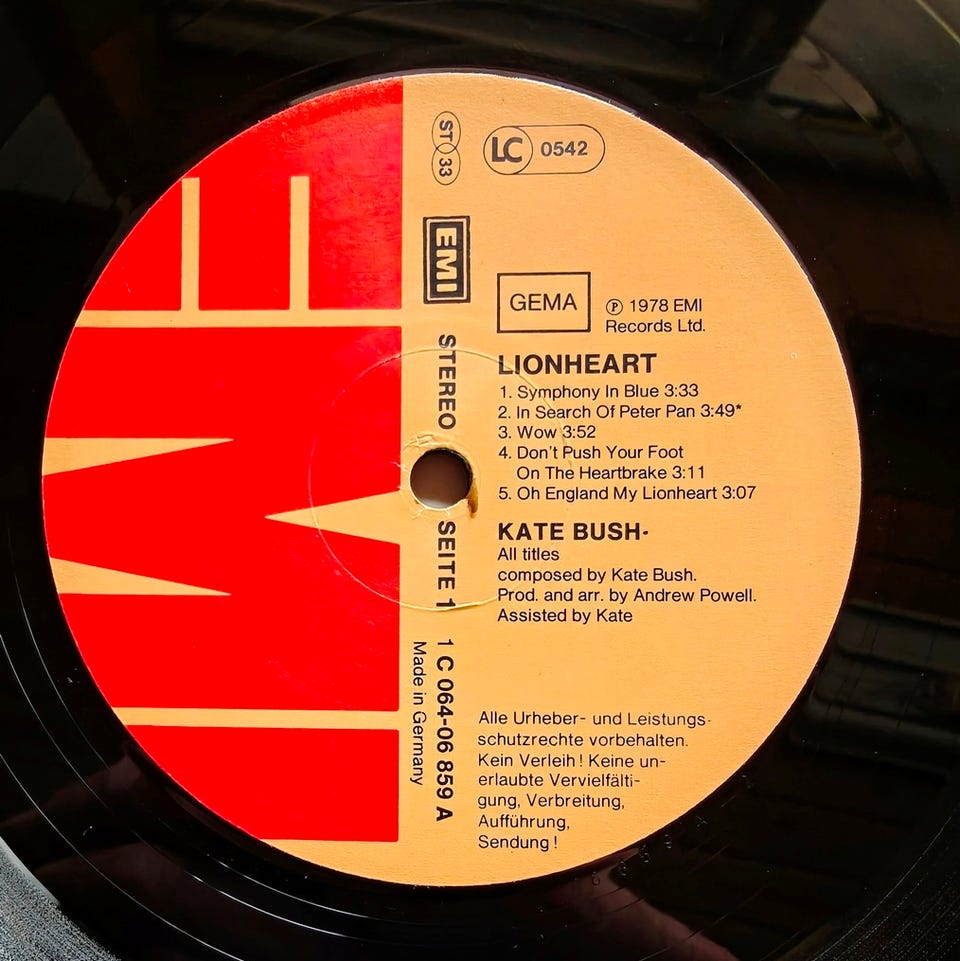 ST 33
LC 0542
EMI
EMI
GEMA
℗ 1978 EMI
Records Ltd.
STEREO
LIONHEART
1. Symphony In Blue 3:33
2. In Search Of Peter Pan 3:49*
3. Wow 3:52
4. Don't Push Your Foot
On The Heartbrake 3:11
5. Oh England My Lionheart 3:07
SEITE 1
KATE BUSH-
All titles
composed by Kate Bush.
Prod. and arr. by Andrew Powell.
Assisted by Kate
1 C 064-06 859 A
Made in Germany
Alle Urheber- und Leistungs-
schutzrechte vorbehalten.
Kein Verleih! Keine un-
erlaubte Vervielfälti-
gung, Verbreitung,
Aufführung,
Sendung!